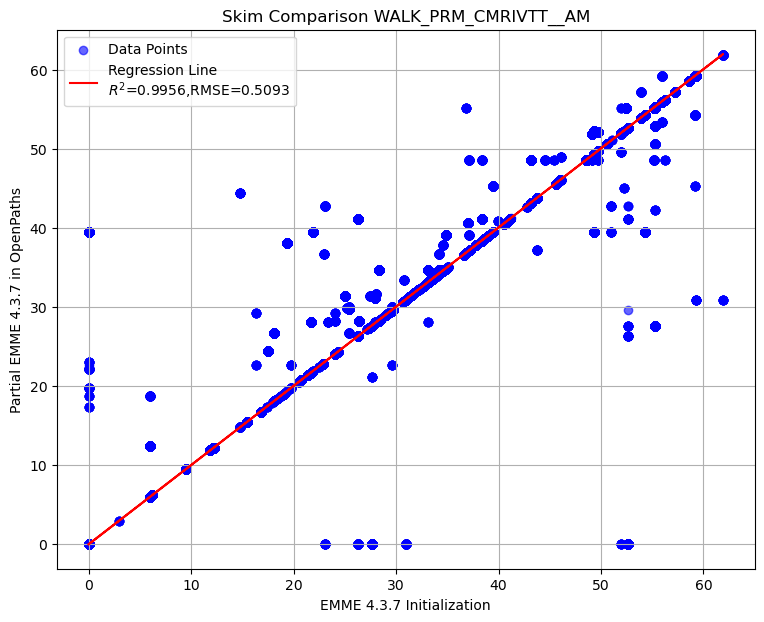 Skim Comparison WALK_PRM_CMRIVTT__AM
Data Points
Regression Line
R²=0.9956,RMSE=0.5093
Partial EMME 4.3.7 in OpenPaths
60
50
40
30
20
10
0
0 10 20 30 40 50 60
EMME 4.3.7 Initialization